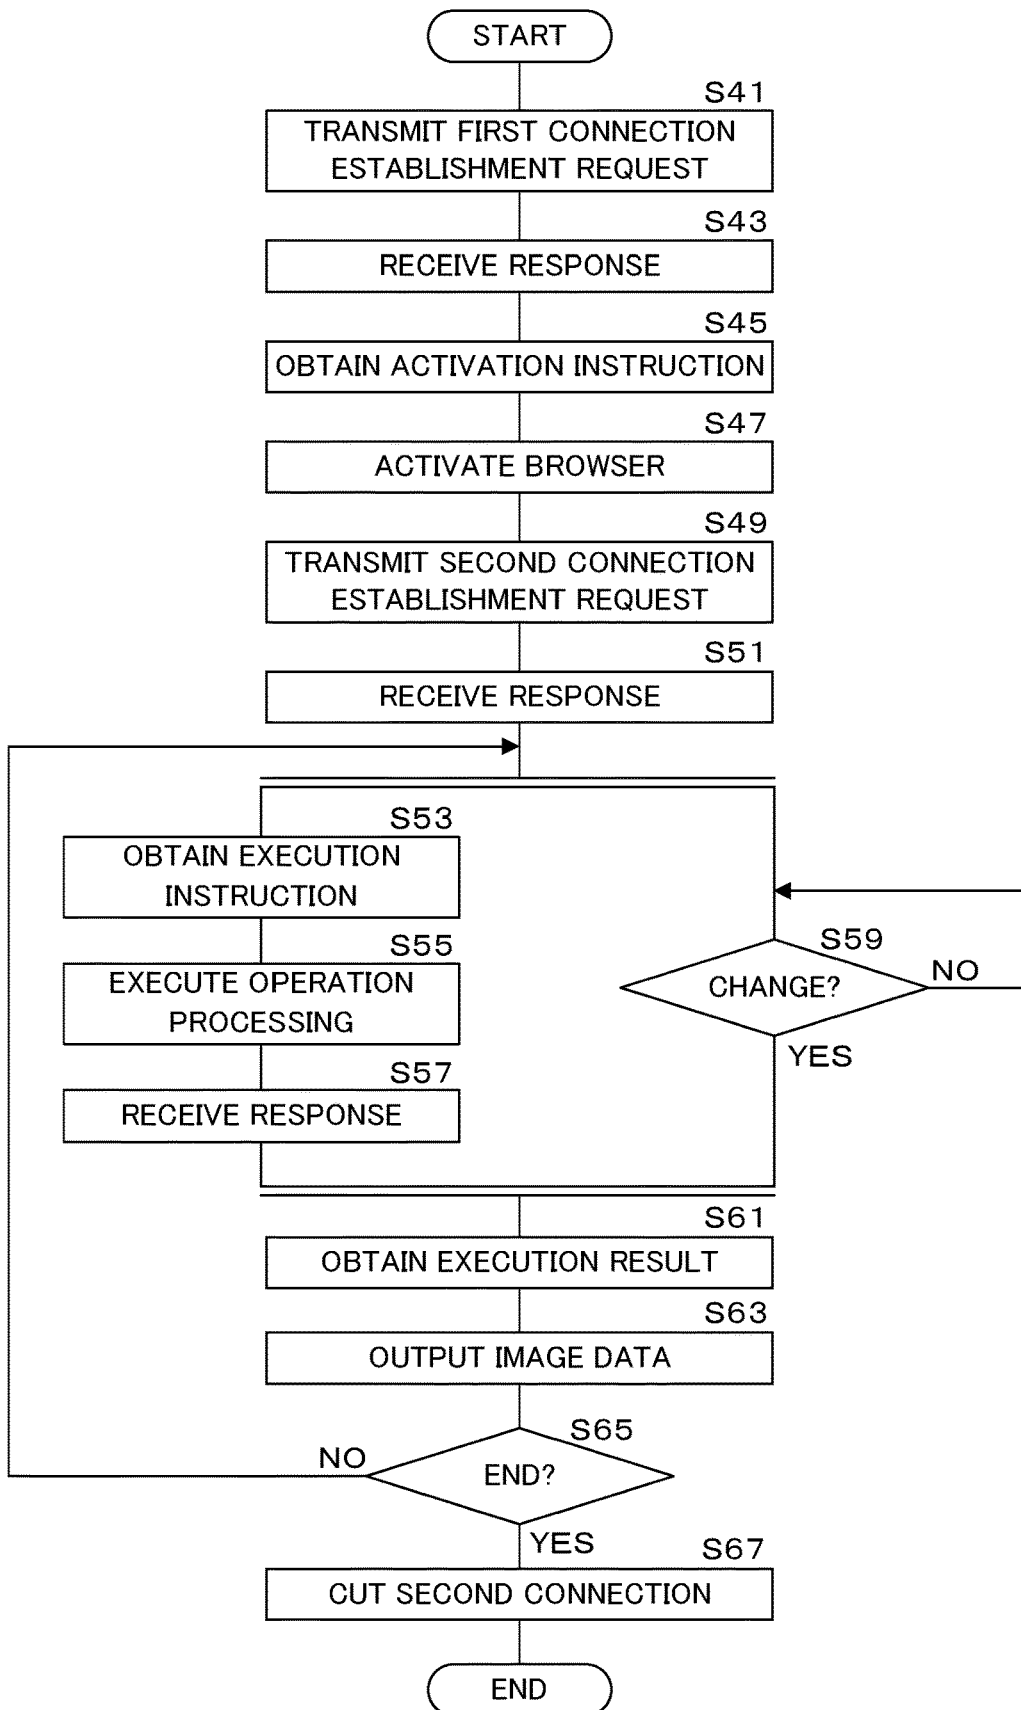 START
S41
TRANSMIT FIRST CONNECTION
ESTABLISHMENT REQUEST
S43
RECEIVE RESPONSE
S45
OBTAIN ACTIVATION INSTRUCTION
S47
ACTIVATE BROWSER
S49
TRANSMIT SECOND CONNECTION
ESTABLISHMENT REQUEST
S51
RECEIVE RESPONSE
S53
OBTAIN EXECUTION
INSTRUCTION
S55
EXECUTE OPERATION
PROCESSING
S57
RECEIVE RESPONSE
S59
CHANGE?
NO
YES
S61
OBTAIN EXECUTION RESULT
S63
OUTPUT IMAGE DATA
S65
NO
END?
YES
S67
CUT SECOND CONNECTION
END